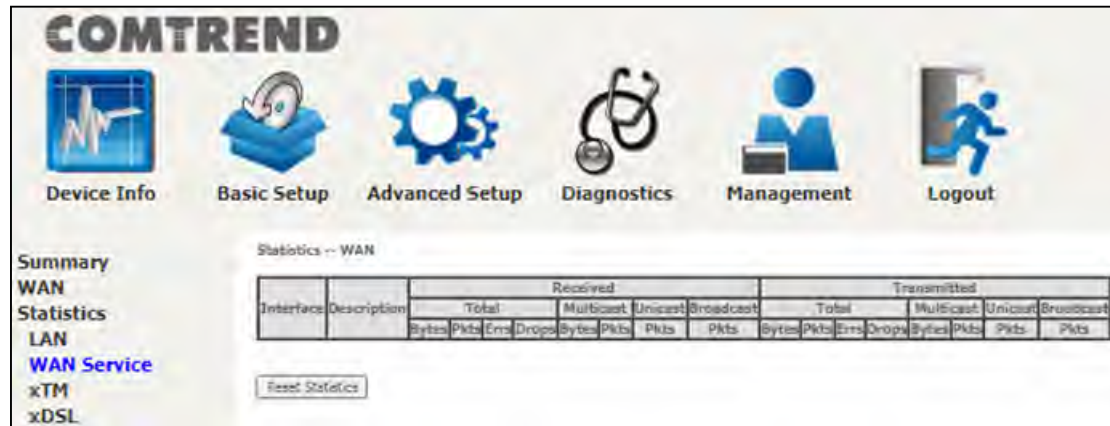 COMTREND
Device Info Basic Setup Advanced Setup Diagnostics Management Logout
Summary
WAN
Statistics
LAN
WAN Service
xTM
xDSL
Statistics -- WAN
Interface Description Received Transmitted
Total Multicast Unicast Broadcast Total Multicast Unicast Broadcast
Bytes Pkts Errs Drops Bytes Pkts Pkts Pkts Bytes Pkts Errs Drops Bytes Pkts Pkts Pkts
Reset Statistics